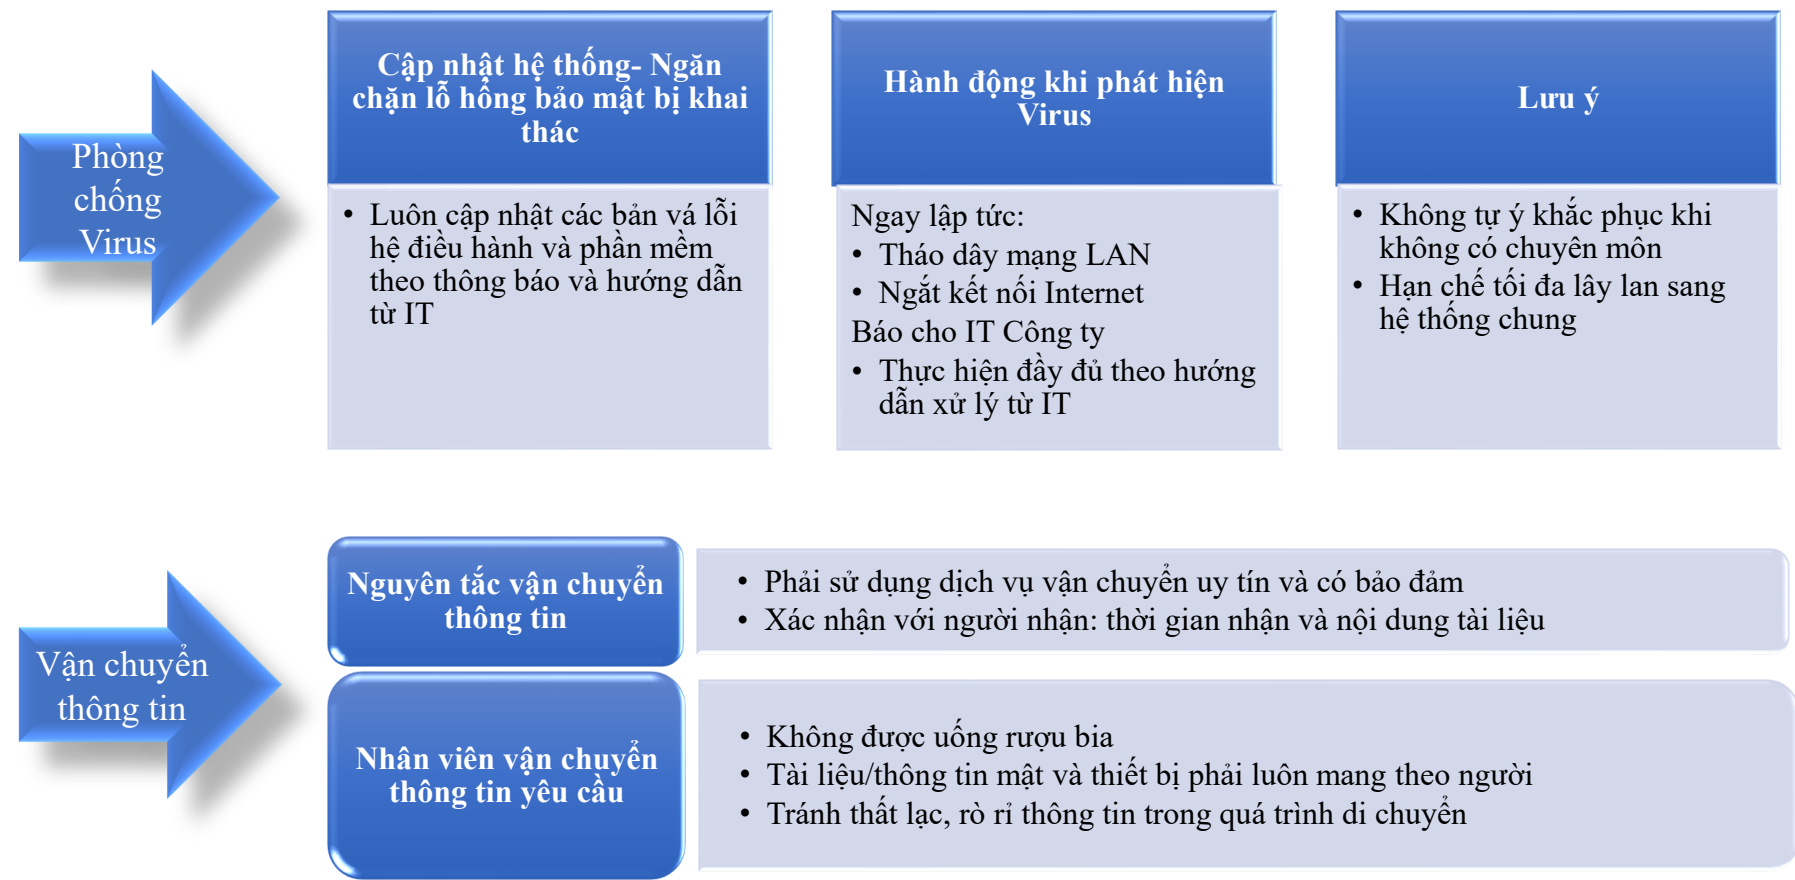 Phòng
chống
Virus
Cập nhật hệ thống- Ngăn
chặn lỗ hổng bảo mật bị khai
thác
• Luôn cập nhật các bản vá lỗi
hệ điều hành và phần mềm
theo thông báo và hướng dẫn
từ IT
Hành động khi phát hiện
Virus
Ngay lập tức:
• Tháo dây mạng LAN
• Ngắt kết nối Internet
Báo cho IT Công ty
• Thực hiện đầy đủ theo hướng
dẫn xử lý từ IT
Lưu ý
• Không tự ý khắc phục khi
không có chuyên môn
• Hạn chế tối đa lây lan sang
hệ thống chung
Vận chuyển
thông tin
Nguyên tắc vận chuyển
thông tin
• Phải sử dụng dịch vụ vận chuyển uy tín và có bảo đảm
• Xác nhận với người nhận: thời gian nhận và nội dung tài liệu
Nhân viên vận chuyển
thông tin yêu cầu
• Không được uống rượu bia
• Tài liệu/thông tin mật và thiết bị phải luôn mang theo người
• Tránh thất lạc, rò rỉ thông tin trong quá trình di chuyển